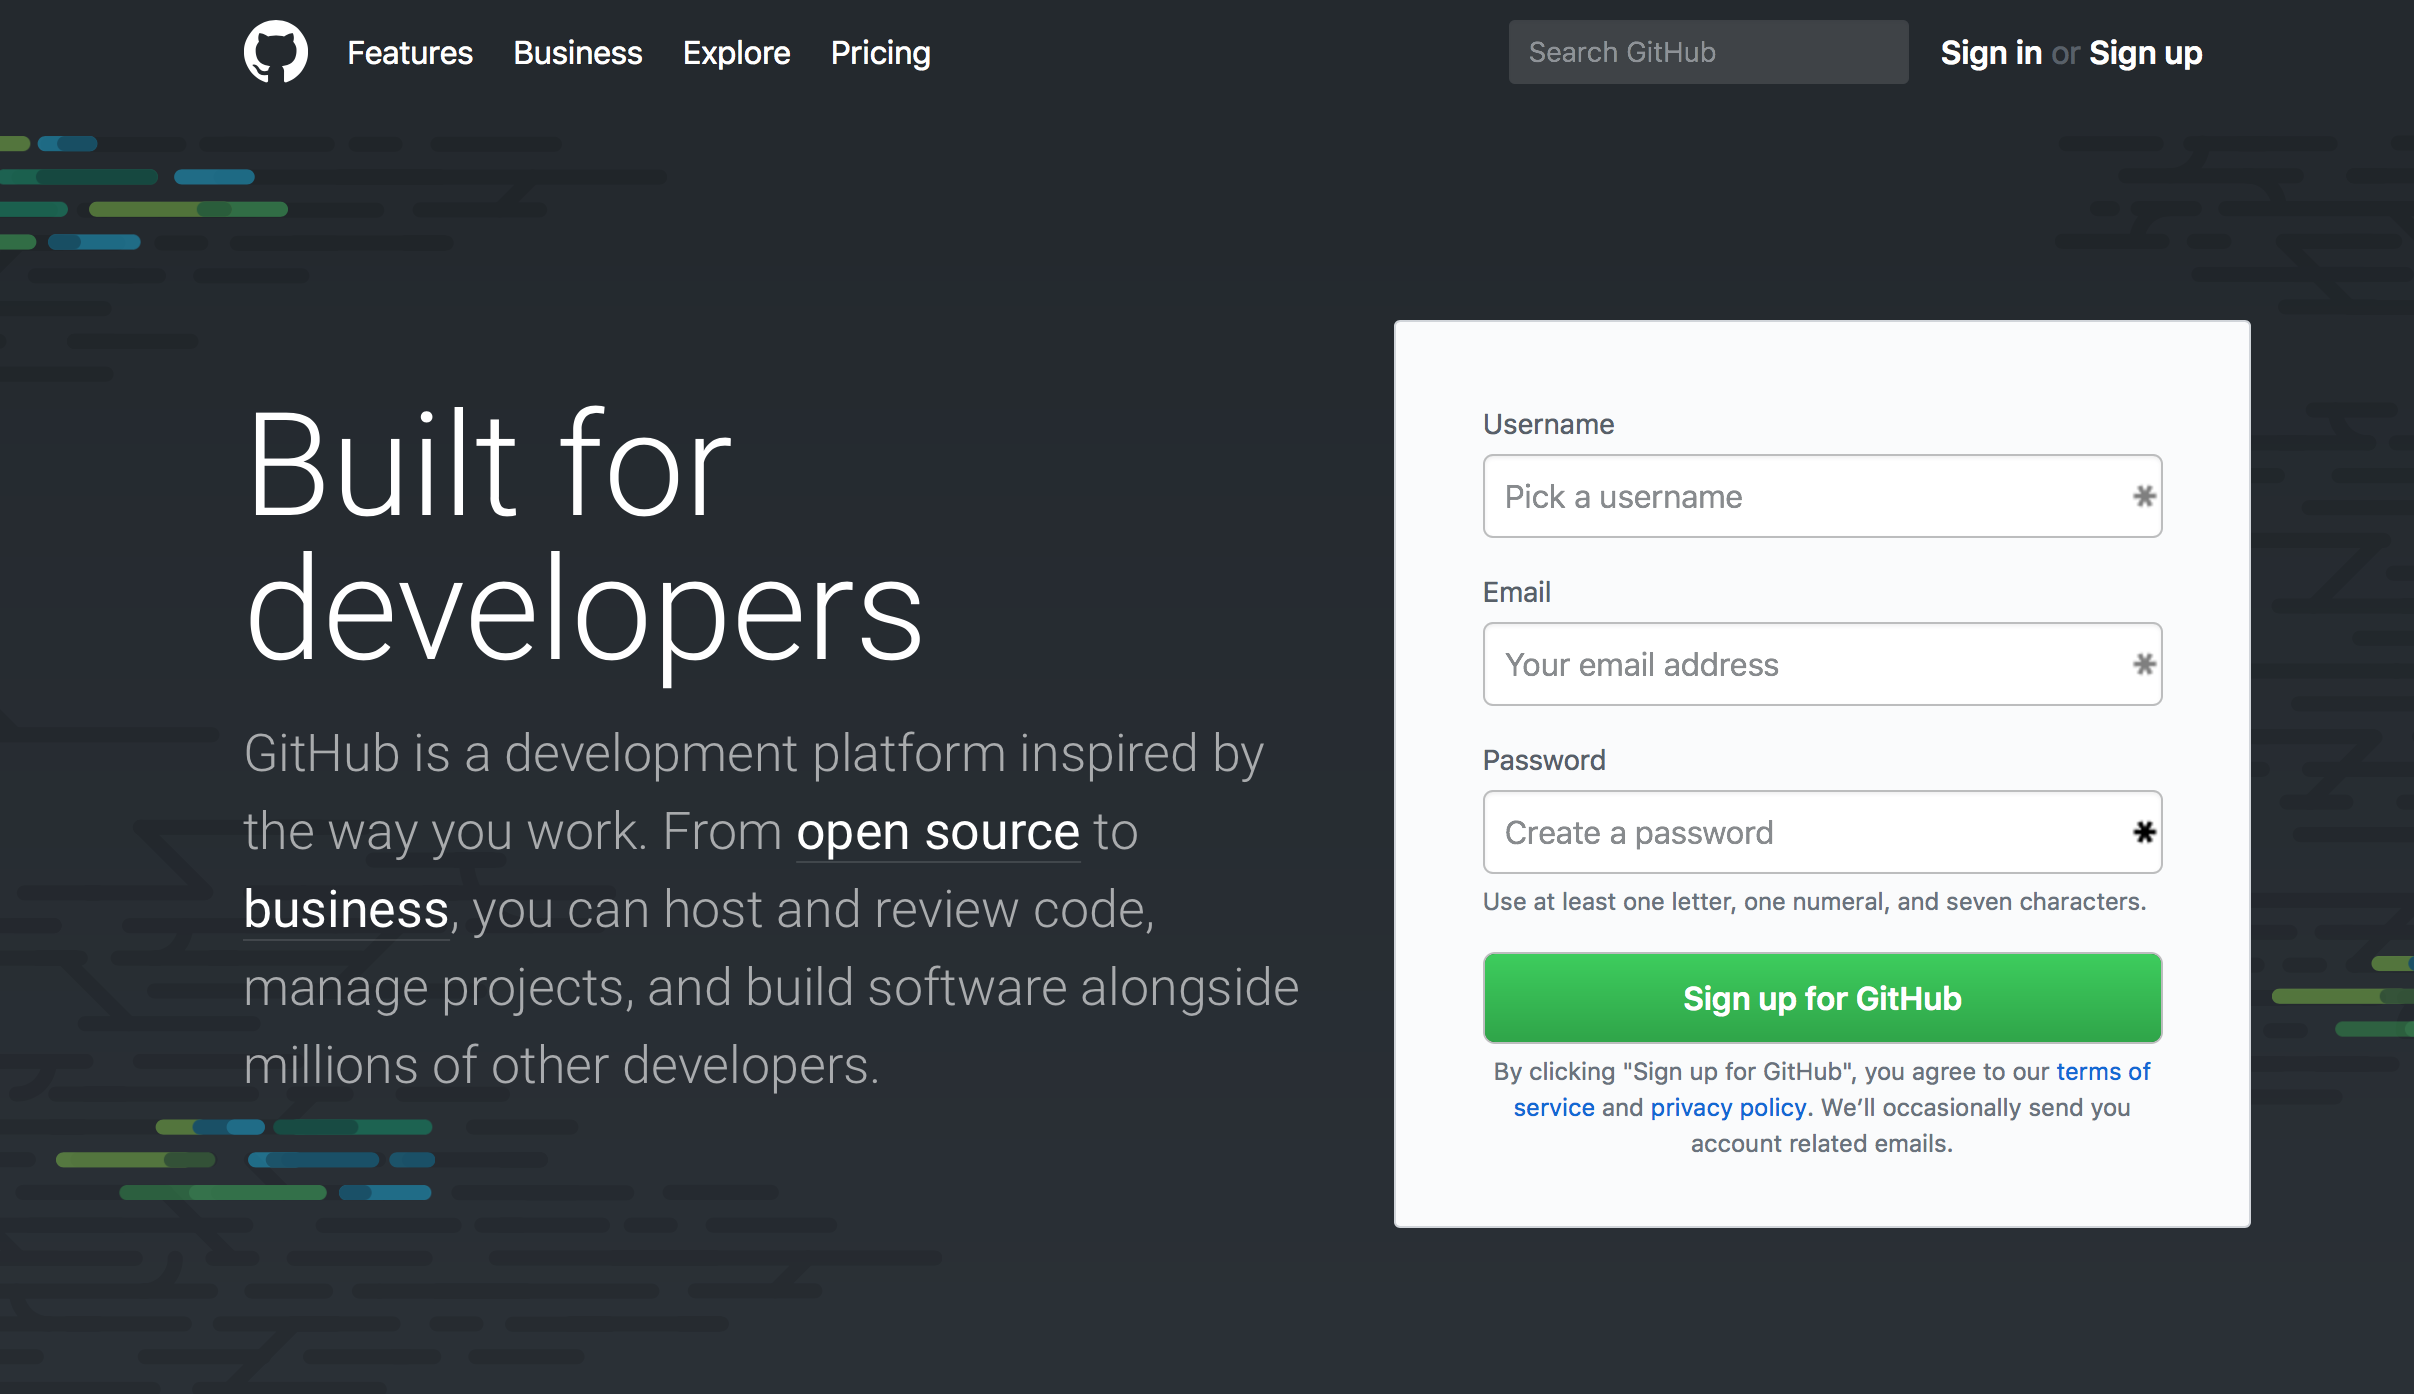 Features Business Explore Pricing Search GitHub Sign in or Sign up
Built for
developers
GitHub is a development platform inspired by
the way you work. From open source to
business, you can host and review code,
manage projects, and build software alongside
millions of other developers.
Username
Pick a username
Email
Your email address
Password
Create a password
Use at least one letter, one numeral, and seven characters.
Sign up for GitHub
By clicking "Sign up for GitHub", you agree to our terms of
service and privacy policy. We’ll occasionally send you
account related emails.